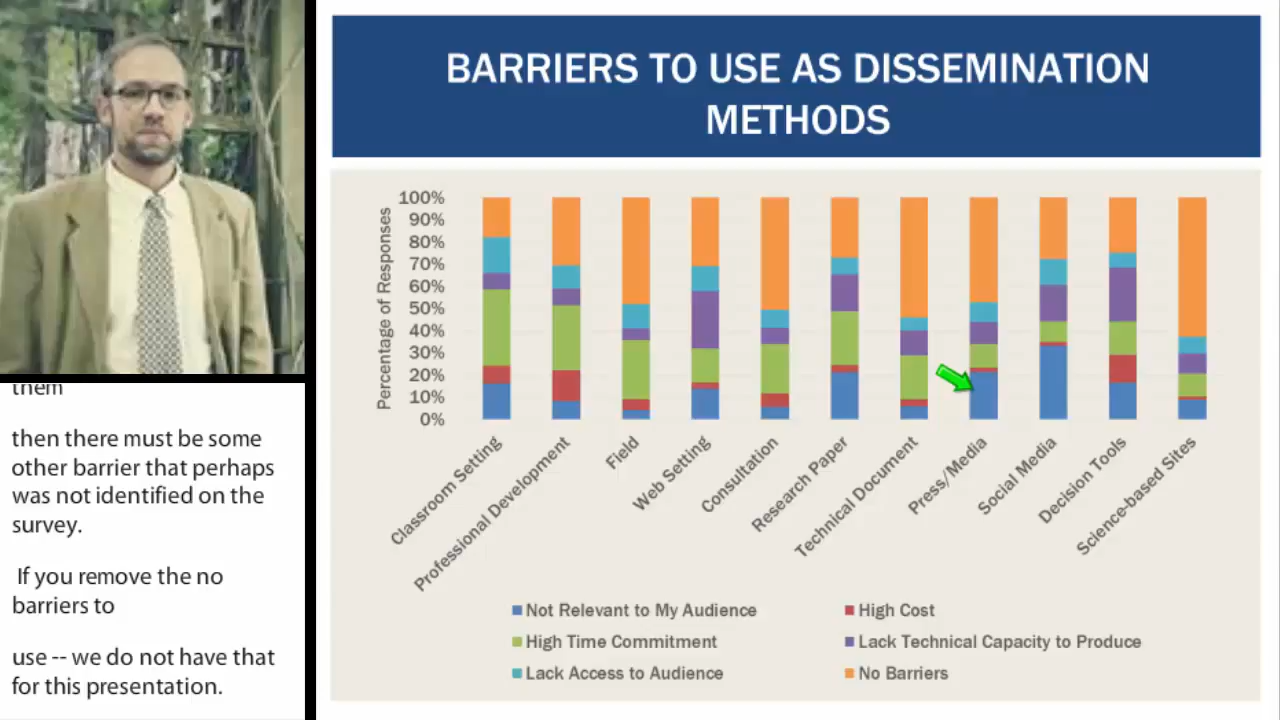 BARRIERS TO USE AS DISSEMINATION
METHODS
Percentage of Responses
100%
90%
80%
70%
60%
50%
40%
30%
20%
10%
0%
Classroom Setting
Professional Development
Field
Web Setting
Consultation
Research Paper
Technical Document
Press/Media
Social Media
Decision Tools
Science-based Sites
Not Relevant to My Audience
High Cost
High Time Commitment
Lack Technical Capacity to Produce
Lack Access to Audience
No Barriers
them
then there must be some
other barrier that perhaps
was not identified on the
survey.
If you remove the no
barriers to
use -- we do not have that
for this presentation.